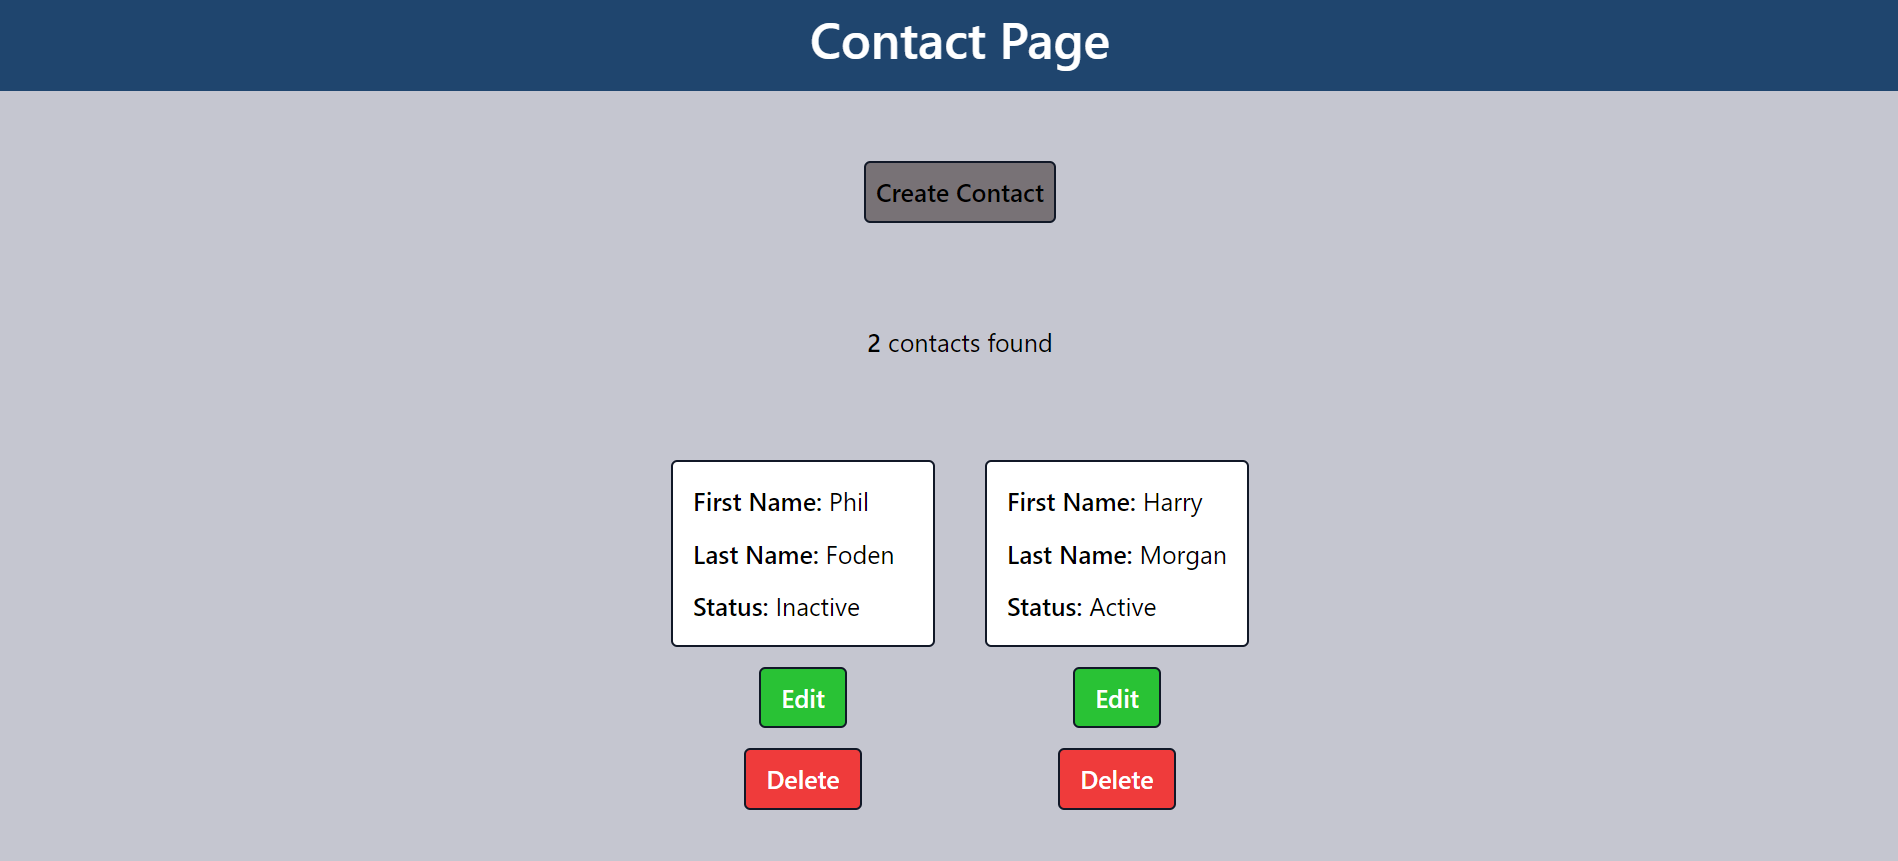 Contact Page
Create Contact
2 contacts found
First Name: Phil
Last Name: Foden
Status: Inactive
Edit
Delete
First Name: Harry
Last Name: Morgan
Status: Active
Edit
Delete